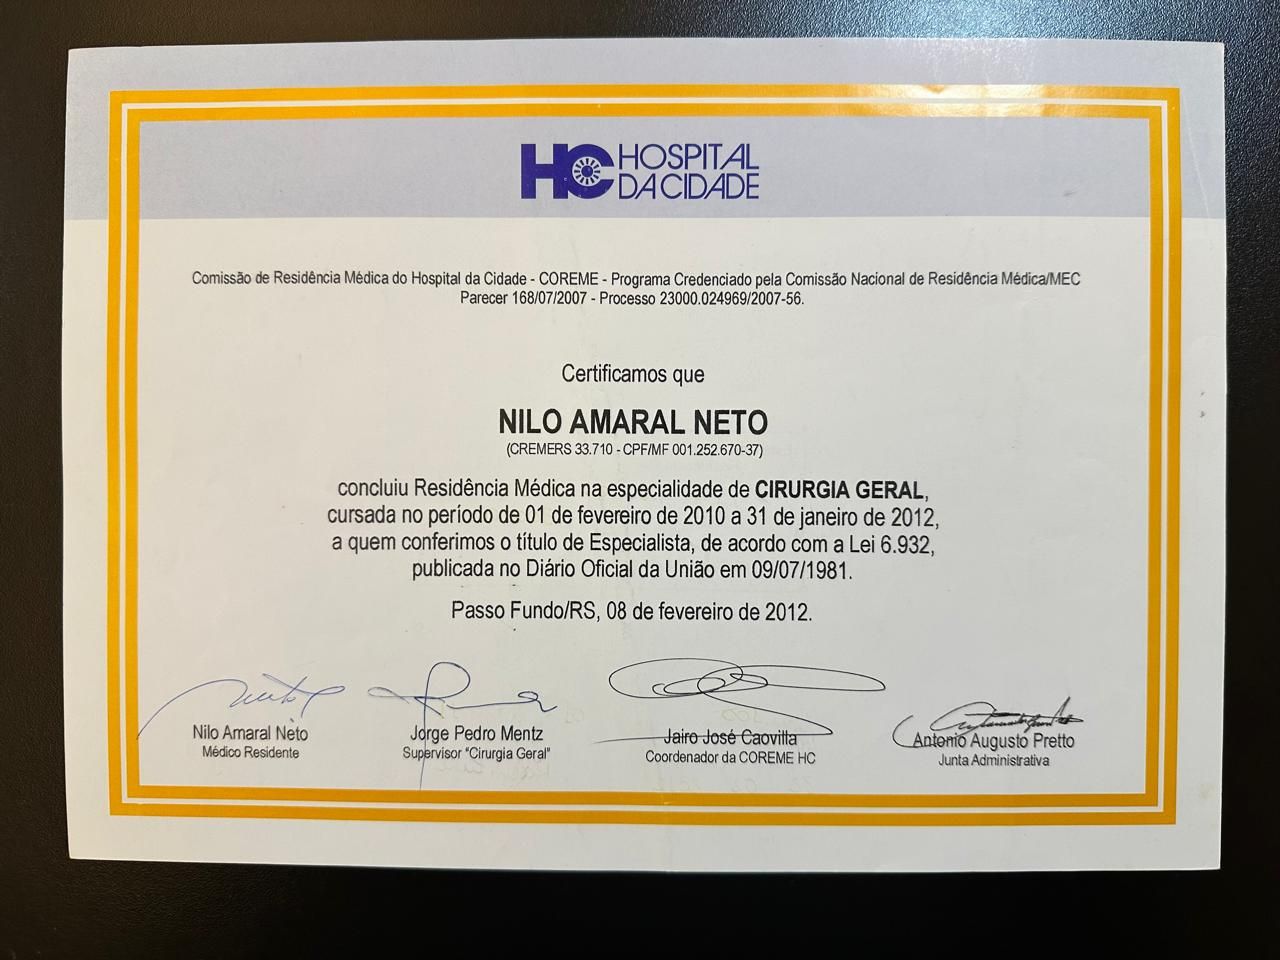 HC HOSPITAL
DA CIDADE
Comissão de Residência Médica do Hospital da Cidade - COREME - Programa Credenciado pela Comissão Nacional de Residência Médica/MEC
Parecer 168/07/2007 - Processo 23000.024969/2007-56.
Certificamos que
NILO AMARAL NETO
(CREMERS 33.710 - CPF/MF 001.252.670-37)
concluiu Residência Médica na especialidade de CIRURGIA GERAL,
cursada no período de 01 de fevereiro de 2010 a 31 de janeiro de 2012,
a quem conferimos o título de Especialista, de acordo com a Lei 6.932,
publicada no Diário Oficial da União em 09/07/1981.
Passo Fundo/RS, 08 de fevereiro de 2012.
Nilo Amaral Neto
Médico Residente
Jorge Pedro Mentz
Supervisor "Cirurgia Geral"
Jairo José Caovilla
Coordenador da COREME HC
Antonio Augusto Pretto
Junta Administrativa